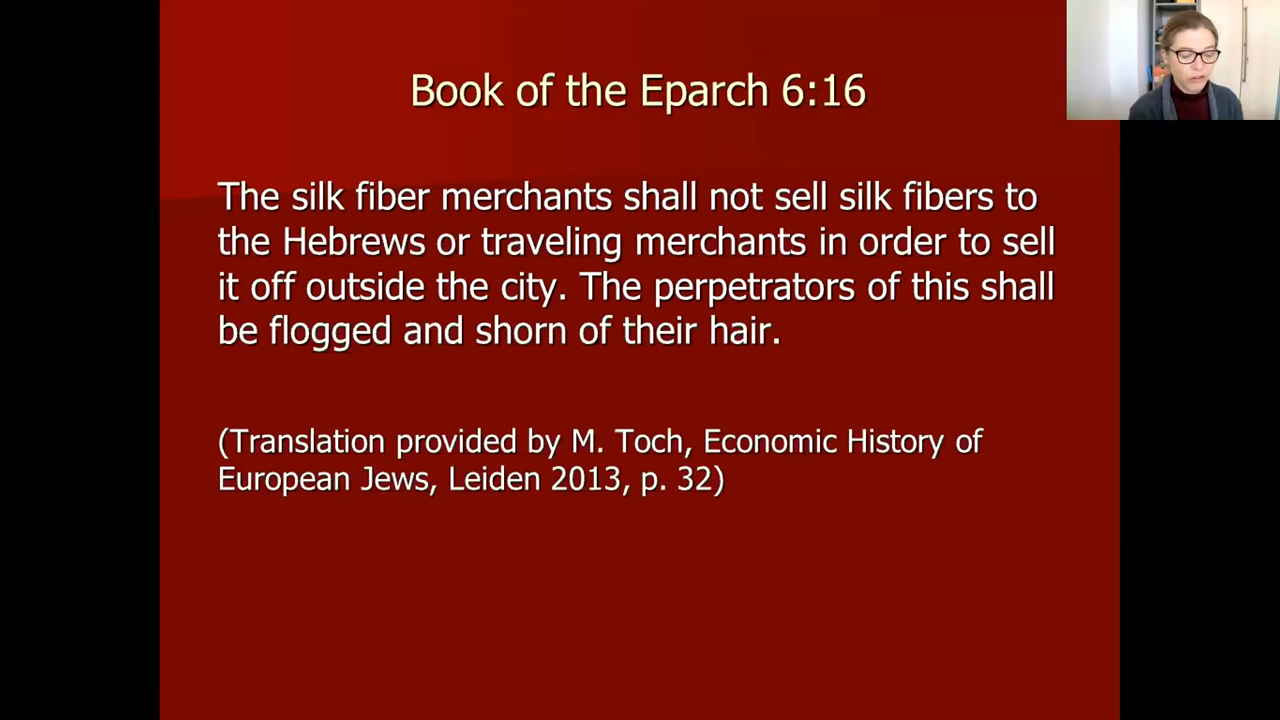 Book of the Eparch 6:16
The silk fiber merchants shall not sell silk fibers to
the Hebrews or traveling merchants in order to sell
it off outside the city. The perpetrators of this shall
be flogged and shorn of their hair.
(Translation provided by M. Toch, Economic History of
European Jews, Leiden 2013, p. 32)